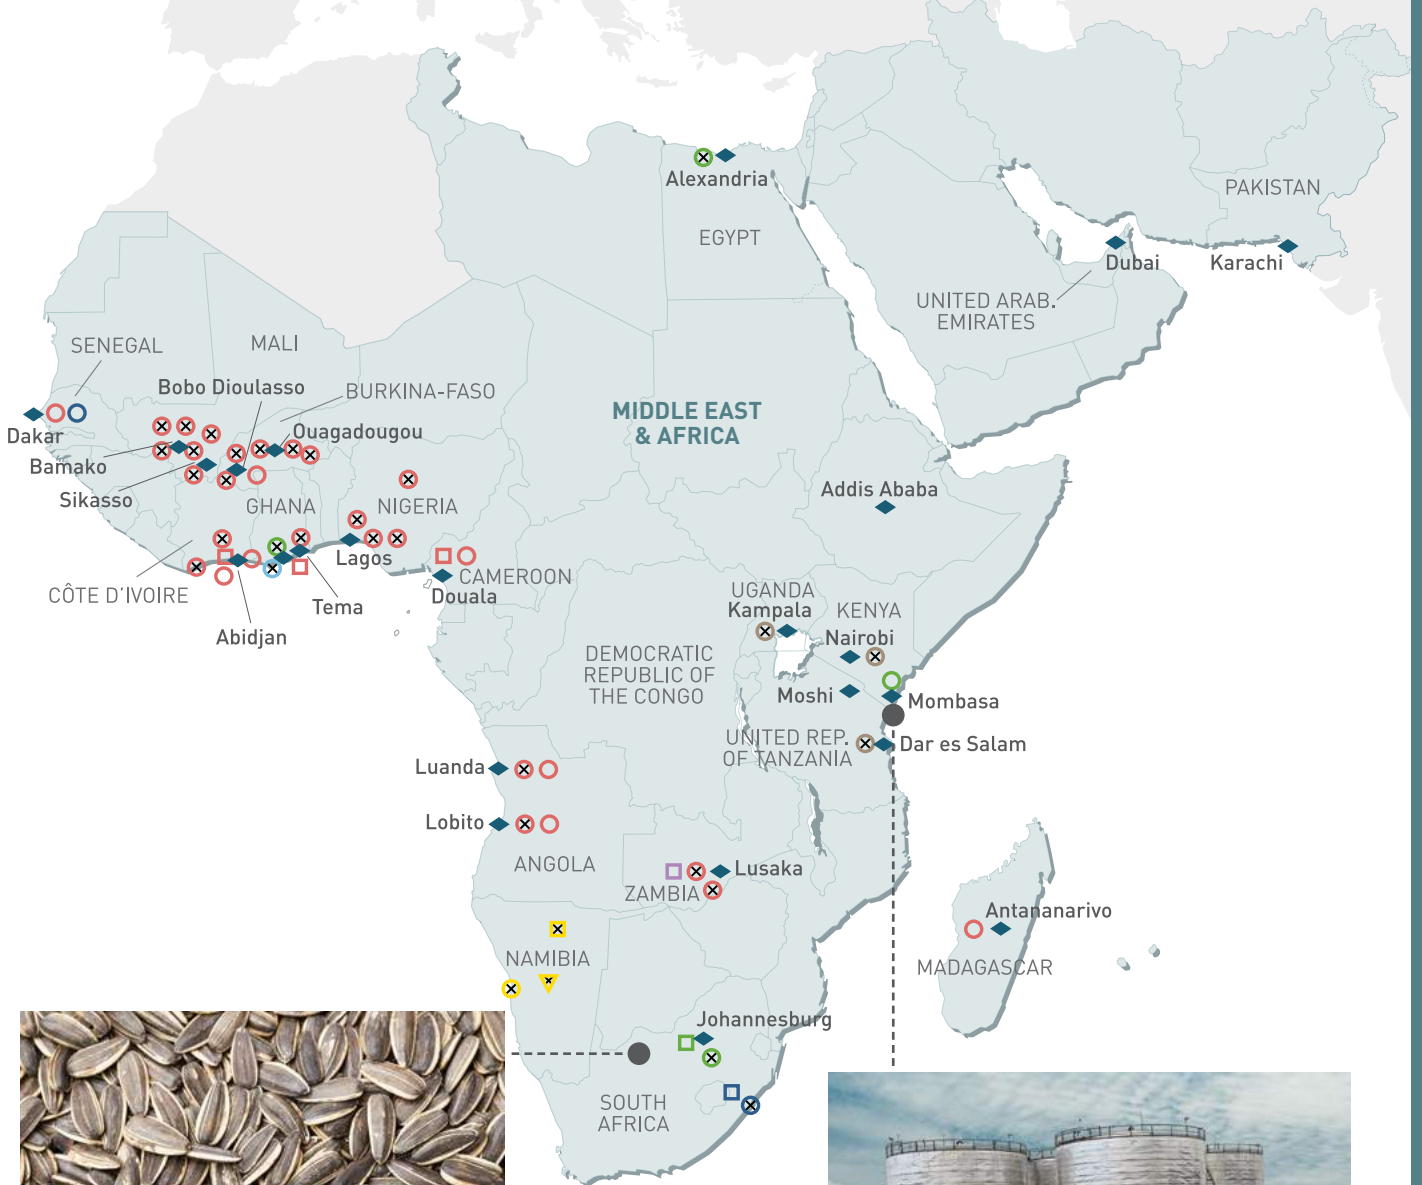 Alexandria
EGYPT
PAKISTAN
Dubai
Karachi
UNITED ARAB.
EMIRATES
SENEGAL
MALI
Bobo Dioulasso
BURKINA-FASO
MIDDLE EAST
& AFRICA
Dakar
Ouagadougou
Bamako
Sikasso
GHANA
NIGERIA
Addis Ababa
Lagos
CÔTE D'IVOIRE
CAMEROON
Douala
Tema
Abidjan
UGANDA
Kampala
KENYA
Nairobi
DEMOCRATIC
REPUBLIC OF
THE CONGO
Moshi
Mombasa
UNITED REP.
OF TANZANIA
Dar es Salam
Luanda
Lobito
ANGOLA
Lusaka
ZAMBIA
Antananarivo
NAMIBIA
MADAGASCAR
Johannesburg
SOUTH
AFRICA